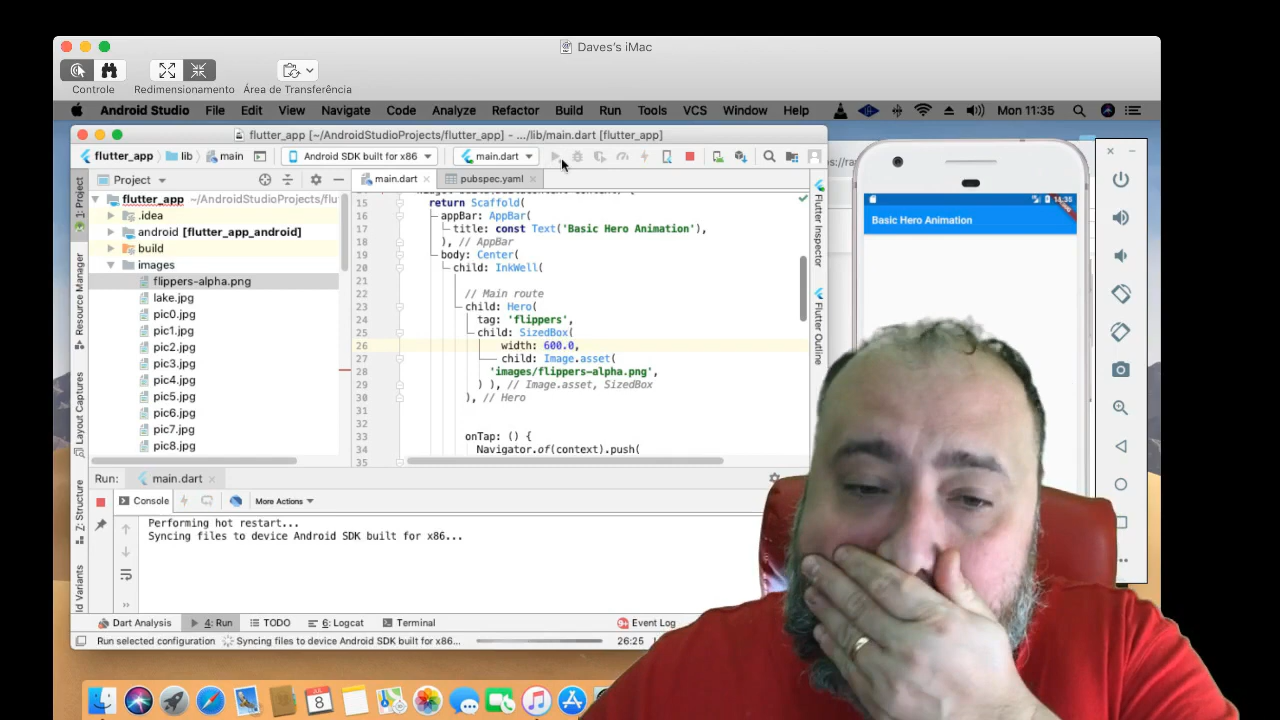 Daves's iMac
Controle
Redimensionamento
Área de Transferência
Android Studio File Edit View Navigate Code Analyze Refactor Build Run Tools VCS Window Help Mon 11:35
flutter_app [~/AndroidStudioProjects/flutter_app] - .../lib/main.dart [flutter_app]
flutter_app lib main Android SDK built for x86 main.dart
Project main.dart pubspec.yaml
1: Project
Resource Manager
Layout Captures
Z: Structure
ld Variants
flutter_app ~/AndroidStudioProjects/flu
.idea
android [flutter_app_android]
build
images
flippers-alpha.png
lake.jpg
pic0.jpg
pic1.jpg
pic2.jpg
pic3.jpg
pic4.jpg
pic5.jpg
pic6.jpg
pic7.jpg
pic8.jpg
15 return Scaffold(
16 appBar: AppBar(
17 title: const Text('Basic Hero Animation'),
18 ), // AppBar
19 body: Center(
20 child: InkWell(
21
22 // Main route
23 child: Hero(
24 tag: 'flippers',
25 child: SizedBox(
26 width: 600.0,
27 child: Image.asset(
28 'images/flippers-alpha.png',
29 ) ), // Image.asset, SizedBox
30 ), // Hero
31
32
33 onTap: () {
34 Navigator.of(context).push(
35
Flutter Inspector
Flutter Outline
Basic Hero Animation
Run: main.dart
Console More Actions
Performing hot restart...
Syncing files to device Android SDK built for x86...
Dart Analysis 4: Run TODO 6: Logcat Terminal 9+ Event Log
Run selected configuration Syncing files to device Android SDK built for x86... 26:25
JUL
8